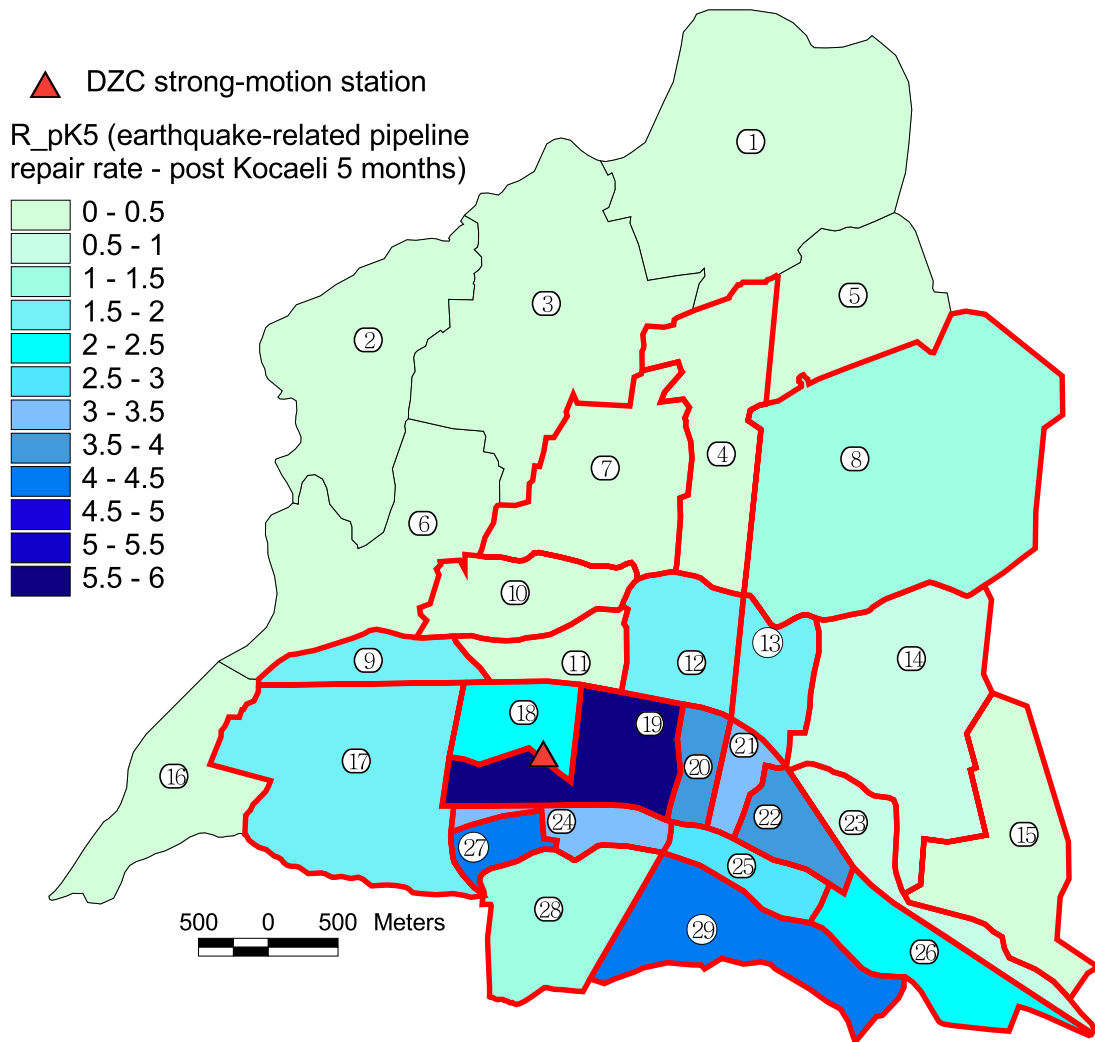 DZC strong-motion station
R_pK5 (earthquake-related pipeline
repair rate - post Kocaeli 5 months)
0 - 0.5
0.5 - 1
1 - 1.5
1.5 - 2
2 - 2.5
2.5 - 3
3 - 3.5
3.5 - 4
4 - 4.5
4.5 - 5
5 - 5.5
5.5 - 6
1
2
3
4
5
6
7
8
9
10
11
12
13
14
15
16
17
18
19
20
21
22
23
24
25
26
27
28
29
500 0 500 Meters